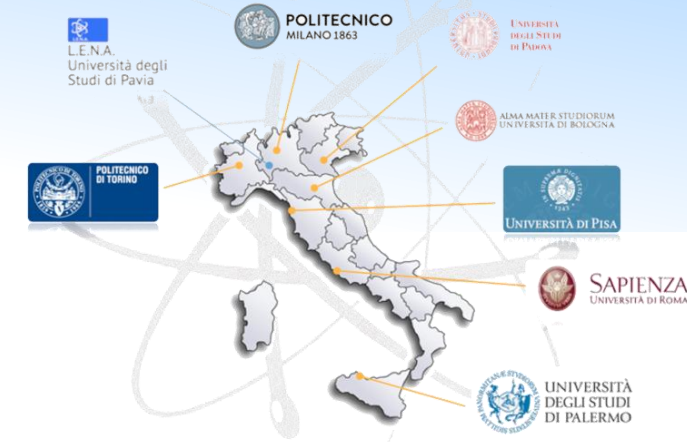 L.E.N.A.
L.E.N.A.
Università degli
Studi di Pavia
POLITECNICO
MILANO 1863
UNIVERSITÀ
DEGLI STUDI
DI PADOVA
ALMA MATER STUDIORUM
UNIVERSITÀ DI BOLOGNA
POLITECNICO
DI TORINO
UNIVERSITÀ DI PISA
SAPIENZA
UNIVERSITÀ DI ROMA
UNIVERSITÀ
DEGLI STUDI
DI PALERMO